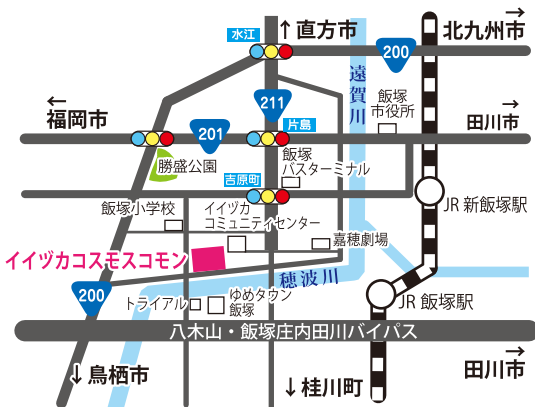 水江
↑直方市
→
北九州市
200
遠賀川
飯塚
市役所
←
福岡市
211
片島
→
田川市
201
勝盛公園
飯塚
バスターミナル
吉原町
JR 新飯塚駅
飯塚小学校
イイヅカ
コミュニティセンター
嘉穂劇場
イイヅカコスモスコモン
穂波川
200
トライアル
ゆめタウン
飯塚
JR 飯塚駅
八木山・飯塚庄内田川バイパス
→
田川市
↓鳥栖市
↓桂川町